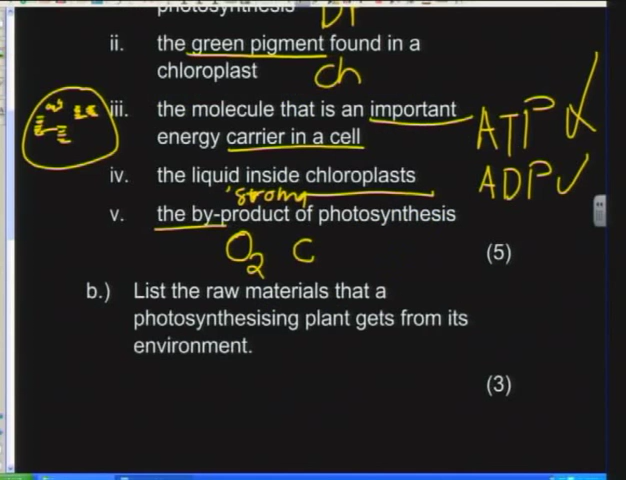 photosynthesis
ii. the green pigment found in a
chloroplast ch
iii. the molecule that is an important
energy carrier in a cell ATP
iv. the liquid inside chloroplasts ADP
v. the by-product of photosynthesis
O2 C
(5)
b.) List the raw materials that a
photosynthesising plant gets from its
environment.
(3)